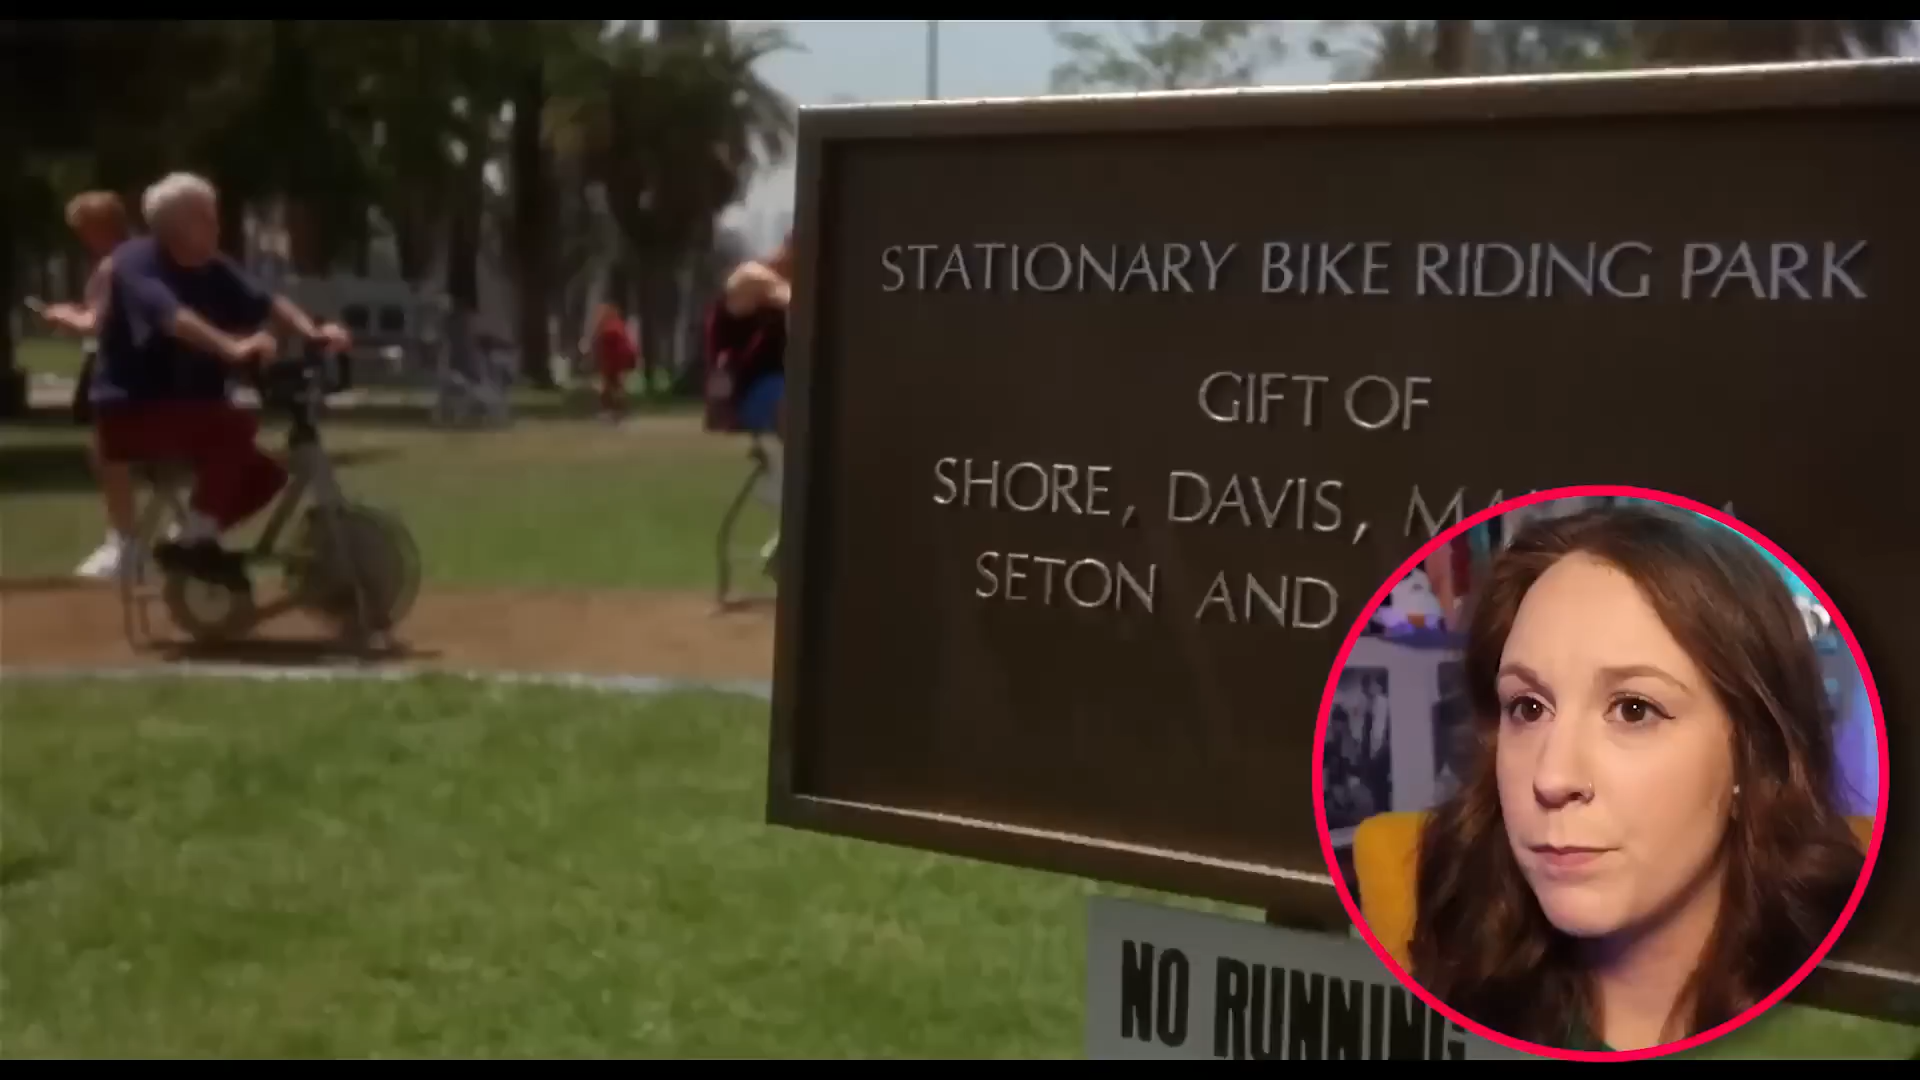 STATIONARY BIKE RIDING PARK
GIFT OF
SHORE, DAVIS,
SETON AND
NO RUNNING